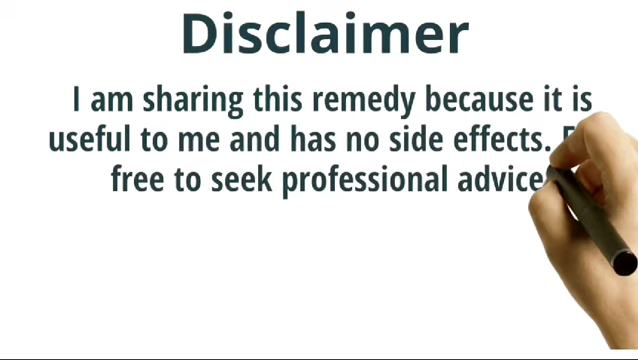 Disclaimer
I am sharing this remedy because it is
useful to me and has no side effects.
free to seek professional advice